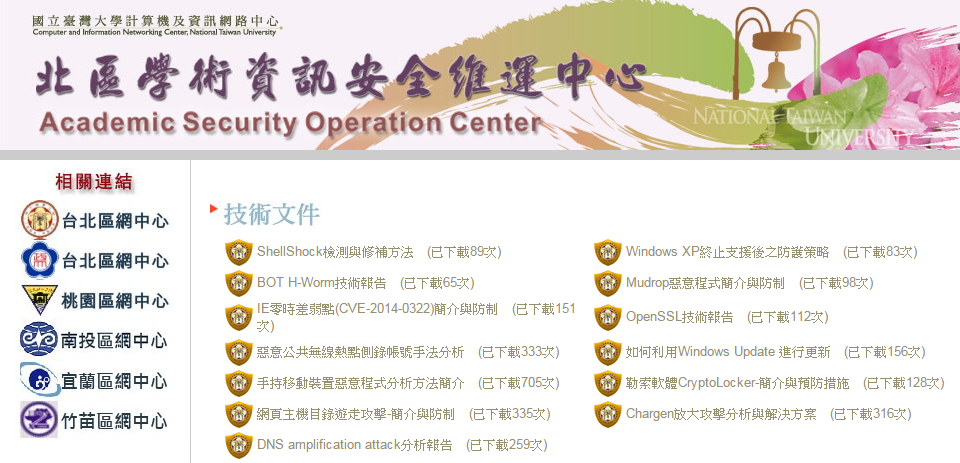 國立臺灣大學計算機及資訊網路中心
Computer and Information Networking Center, National Taiwan University
北區學術資訊安全維運中心
Academic Security Operation Center
NATIONAL TAIWAN
UNIVERSITY
相關連結
台北區網中心
台北區網中心
桃園區網中心
南投區網中心
宜蘭區網中心
竹苗區網中心
技術文件
ShellShock檢測與修補方法 (已下載89次)
Windows XP終止支援後之防護策略 (已下載83次)
BOT H-Worm技術報告 (已下載65次)
Mudrop惡意程式簡介與防制 (已下載98次)
IE零時差弱點(CVE-2014-0322)簡介與防制 (已下載151
次)
OpenSSL技術報告 (已下載112次)
惡意公共無線熱點側錄帳號手法分析 (已下載333次)
如何利用Windows Update 進行更新 (已下載156次)
手持移動裝置惡意程式分析方法簡介 (已下載705次)
勒索軟體CryptoLocker-簡介與預防措施 (已下載128次)
網頁主機目錄遊走攻擊-簡介與防制 (已下載335次)
Chargen放大攻擊分析與解決方案 (已下載316次)
DNS amplification attack分析報告 (已下載259次)